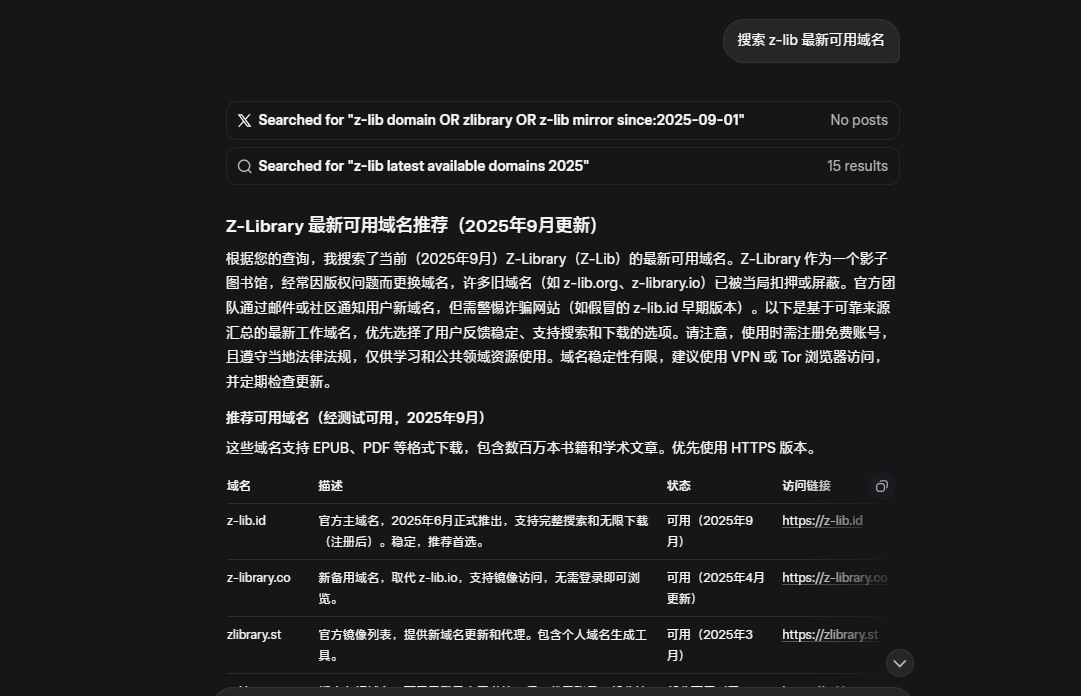 搜索 z-lib 最新可用域名
Searched for "z-lib domain OR zlibrary OR z-lib mirror since:2025-09-01"
No posts
Searched for "z-lib latest available domains 2025"
15 results
Z-Library 最新可用域名推荐（2025年9月更新）
根据您的查询，我搜索了当前（2025年9月）Z-Library（Z-Lib）的最新可用域名。Z-Library 作为一个影子
图书馆，经常因版权问题而更换域名，许多旧域名（如 z-lib.org、z-library.io）已被当局扣押或屏蔽。官方团
队通过邮件或社区通知用户新域名，但需警惕诈骗网站（如假冒的 z-lib.id 早期版本）。以下是基于可靠来源
汇总的最新工作域名，优先选择了用户反馈稳定、支持搜索和下载的选项。请注意，使用时需注册免费账号，
且遵守当地法律法规，仅供学习和公共领域资源使用。域名稳定性有限，建议使用 VPN 或 Tor 浏览器访问，
并定期检查更新。
推荐可用域名（经测试可用，2025年9月）
这些域名支持 EPUB、PDF 等格式下载，包含数百万本书籍和学术文章。优先使用 HTTPS 版本。
域名 描述 状态 访问链接
z-lib.id 官方主域名，2025年6月正式推出，支持完整搜索和无限下载 可用（2025年9 https://z-lib.id
（注册后）。稳定，推荐首选。 月）
z-library.co 新备用域名，取代 z-lib.io，支持镜像访问，无需登录即可浏 可用（2025年4月 https://z-library.co
览。 更新）
zlibrary.st 官方镜像列表，提供新域名更新和代理。包含个人域名生成工 可用（2025年3 https://zlibrary.st
具。 月）